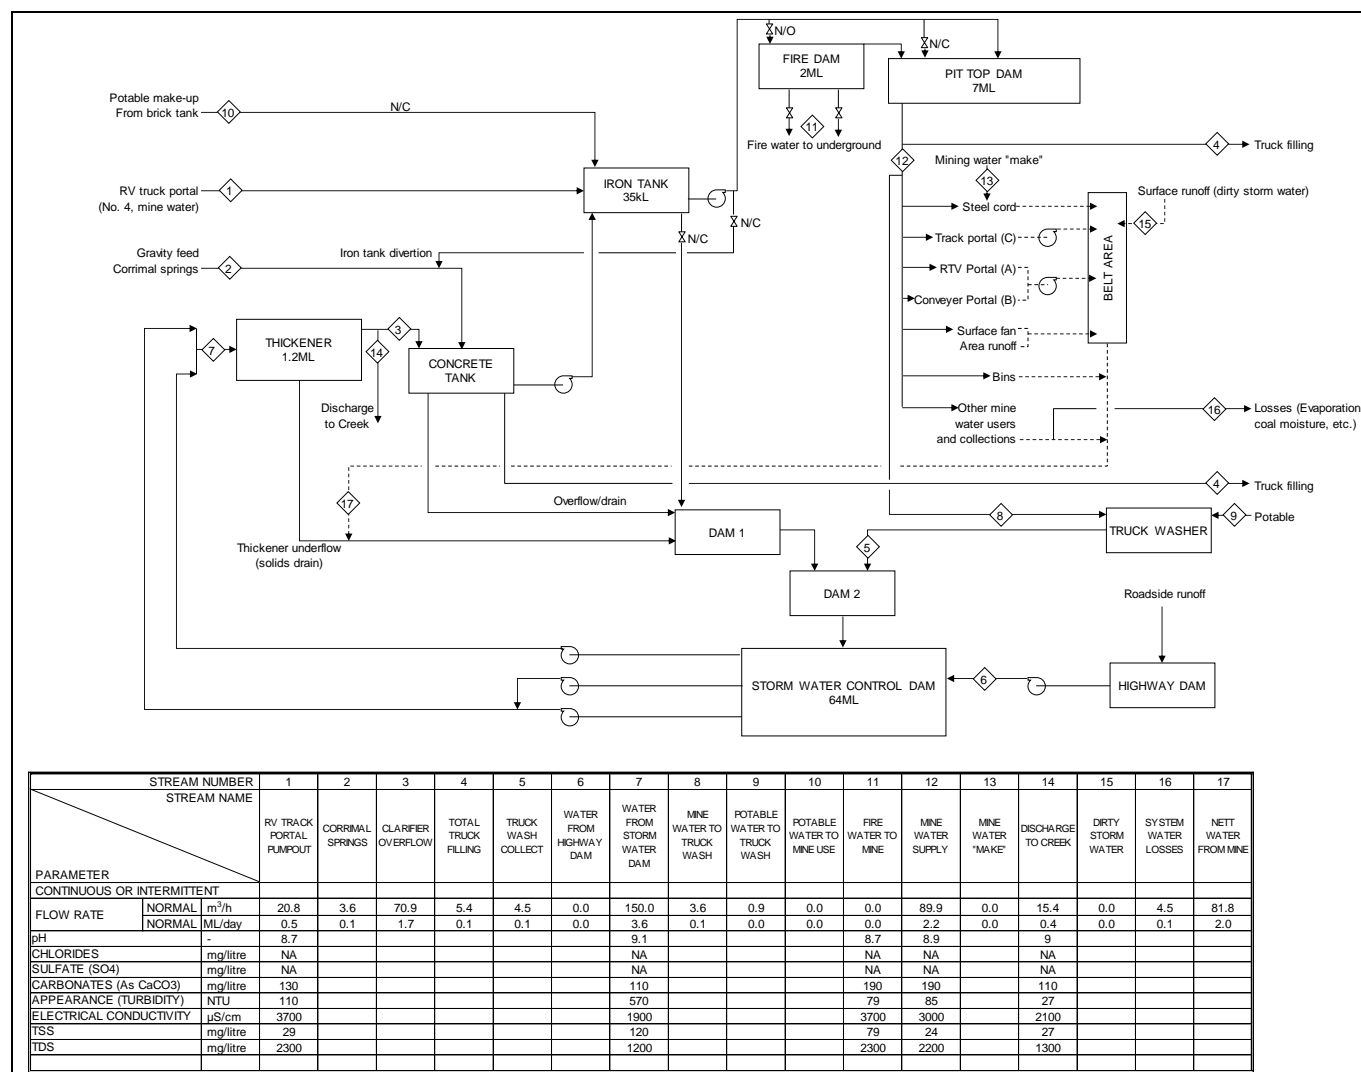 N/O
N/C
FIRE DAM
2ML
PIT TOP DAM
7ML
Potable make-up
From brick tank
10
N/C
11
Fire water to underground
12
4
Truck filling
Mining water "make"
13
RV truck portal
(No. 4, mine water)
1
IRON TANK
35kL
N/C
N/C
Steel cord
Surface runoff (dirty storm water)
15
Track portal (C)
Gravity feed
Corrimal springs
2
Iron tank divertion
RTV Portal (A)
Conveyer Portal (B)
BELT AREA
7
THICKENER
1.2ML
3
14
CONCRETE
TANK
Surface fan
Area runoff
Bins
Discharge
to Creek
Other mine
water users
and collections
16
Losses (Evaporation
coal moisture, etc.)
4
Truck filling
17
Overflow/drain
Thickener underflow
(solids drain)
DAM 1
8
TRUCK WASHER
9
Potable
5
DAM 2
Roadside runoff
STORM WATER CONTROL DAM
64ML
6
HIGHWAY DAM
STREAM NUMBER 1 2 3 4 5 6 7 8 9 10 11 12 13 14 15 16 17
STREAM NAME
PARAMETER
RV TRACK PORTAL PUMPOUT
CORRIMAL SPRINGS
CLARIFIER OVERFLOW
TOTAL TRUCK FILLING
TRUCK WASH COLLECT
WATER FROM HIGHWAY DAM
WATER FROM STORM WATER DAM
MINE WATER TO TRUCK WASH
POTABLE WATER TO TRUCK WASH
POTABLE WATER TO MINE USE
FIRE WATER TO MINE
MINE WATER SUPPLY
MINE WATER "MAKE"
DISCHARGE TO CREEK
DIRTY STORM WATER
SYSTEM WATER LOSSES
NETT WATER FROM MINE
CONTINUOUS OR INTERMITTENT
FLOW RATE NORMAL m³/h 20.8 3.6 70.9 5.4 4.5 0.0 150.0 3.6 0.9 0.0 0.0 89.9 0.0 15.4 0.0 4.5 81.8
NORMAL ML/day 0.5 0.1 1.7 0.1 0.1 0.0 3.6 0.1 0.0 0.0 0.0 2.2 0.0 0.4 0.0 0.1 2.0
pH - 8.7 9.1 8.7 8.9 9
CHLORIDES mg/litre NA NA NA NA NA
SULFATE (SO4) mg/litre NA NA NA NA NA
CARBONATES (As CaCO3) mg/litre 130 110 190 190 110
APPEARANCE (TURBIDITY) NTU 110 570 79 85 27
ELECTRICAL CONDUCTIVITY µS/cm 3700 1900 3700 3000 2100
TSS mg/litre 29 120 79 24 27
TDS mg/litre 2300 1200 2300 2200 1300